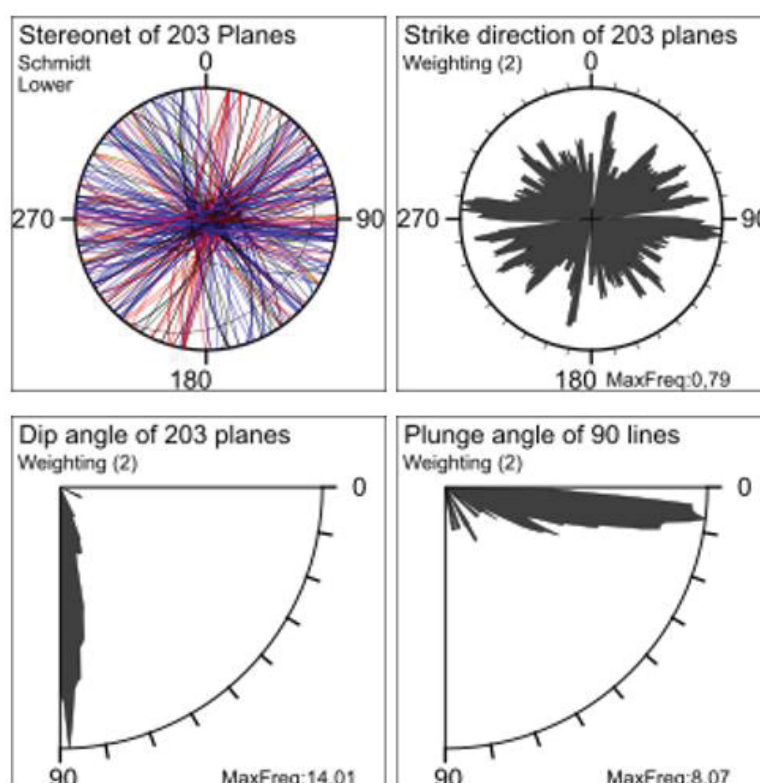 Stereonet of 203 Planes
Schmidt
Lower
0
270
90
180
Strike direction of 203 planes
Weighting (2)
0
270
90
180
MaxFreq:0,79
Dip angle of 203 planes
Weighting (2)
0
90
MaxFreq:14,01
Plunge angle of 90 lines
Weighting (2)
0
90
MaxFreq:8,07